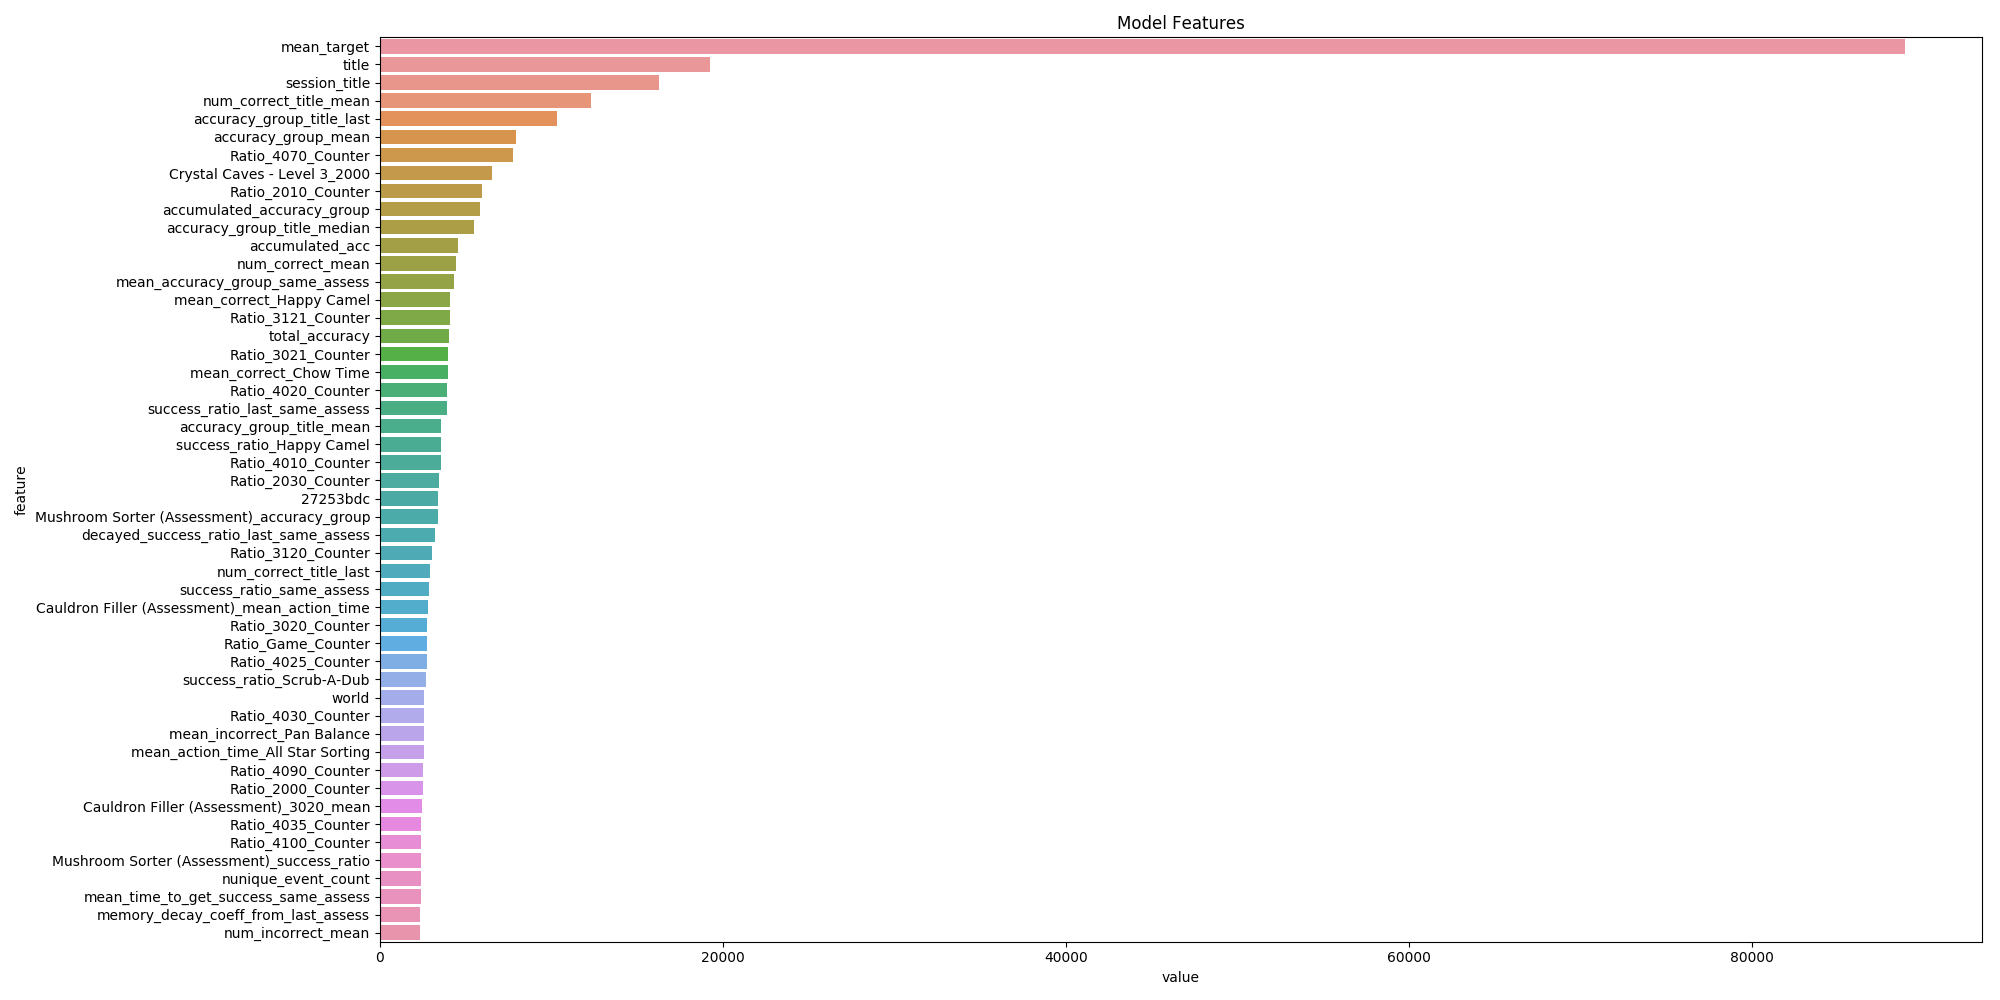 Model Features
mean_target
title
session_title
num_correct_title_mean
accuracy_group_title_last
accuracy_group_mean
Ratio_4070_Counter
Crystal Caves - Level 3_2000
Ratio_2010_Counter
accumulated_accuracy_group
accuracy_group_title_median
accumulated_acc
num_correct_mean
mean_accuracy_group_same_assess
mean_correct_Happy Camel
Ratio_3121_Counter
total_accuracy
Ratio_3021_Counter
mean_correct_Chow Time
Ratio_4020_Counter
success_ratio_last_same_assess
accuracy_group_title_mean
success_ratio_Happy Camel
Ratio_4010_Counter
Ratio_2030_Counter
27253bdc
Mushroom Sorter (Assessment)_accuracy_group
decayed_success_ratio_last_same_assess
Ratio_3120_Counter
num_correct_title_last
success_ratio_same_assess
Cauldron Filler (Assessment)_mean_action_time
Ratio_3020_Counter
Ratio_Game_Counter
Ratio_4025_Counter
success_ratio_Scrub-A-Dub
world
Ratio_4030_Counter
mean_incorrect_Pan Balance
mean_action_time_All Star Sorting
Ratio_4090_Counter
Ratio_2000_Counter
Cauldron Filler (Assessment)_3020_mean
Ratio_4035_Counter
Ratio_4100_Counter
Mushroom Sorter (Assessment)_success_ratio
nunique_event_count
mean_time_to_get_success_same_assess
memory_decay_coeff_from_last_assess
num_incorrect_mean
feature
0 20000 40000 60000 80000
value